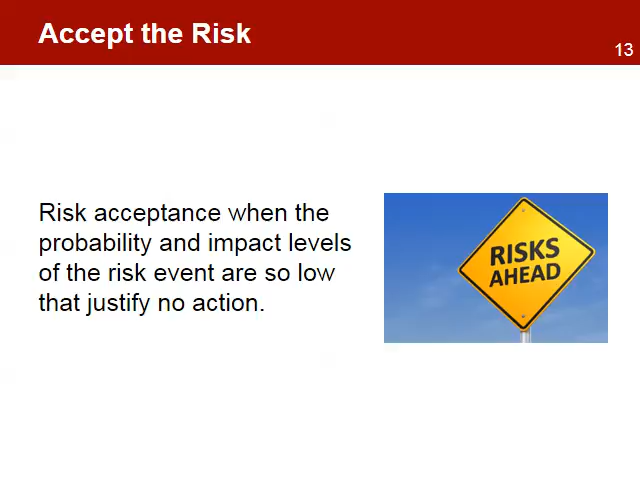 Accept the Risk
13
Risk acceptance when the
probability and impact levels
of the risk event are so low
that justify no action.
RISKS
AHEAD